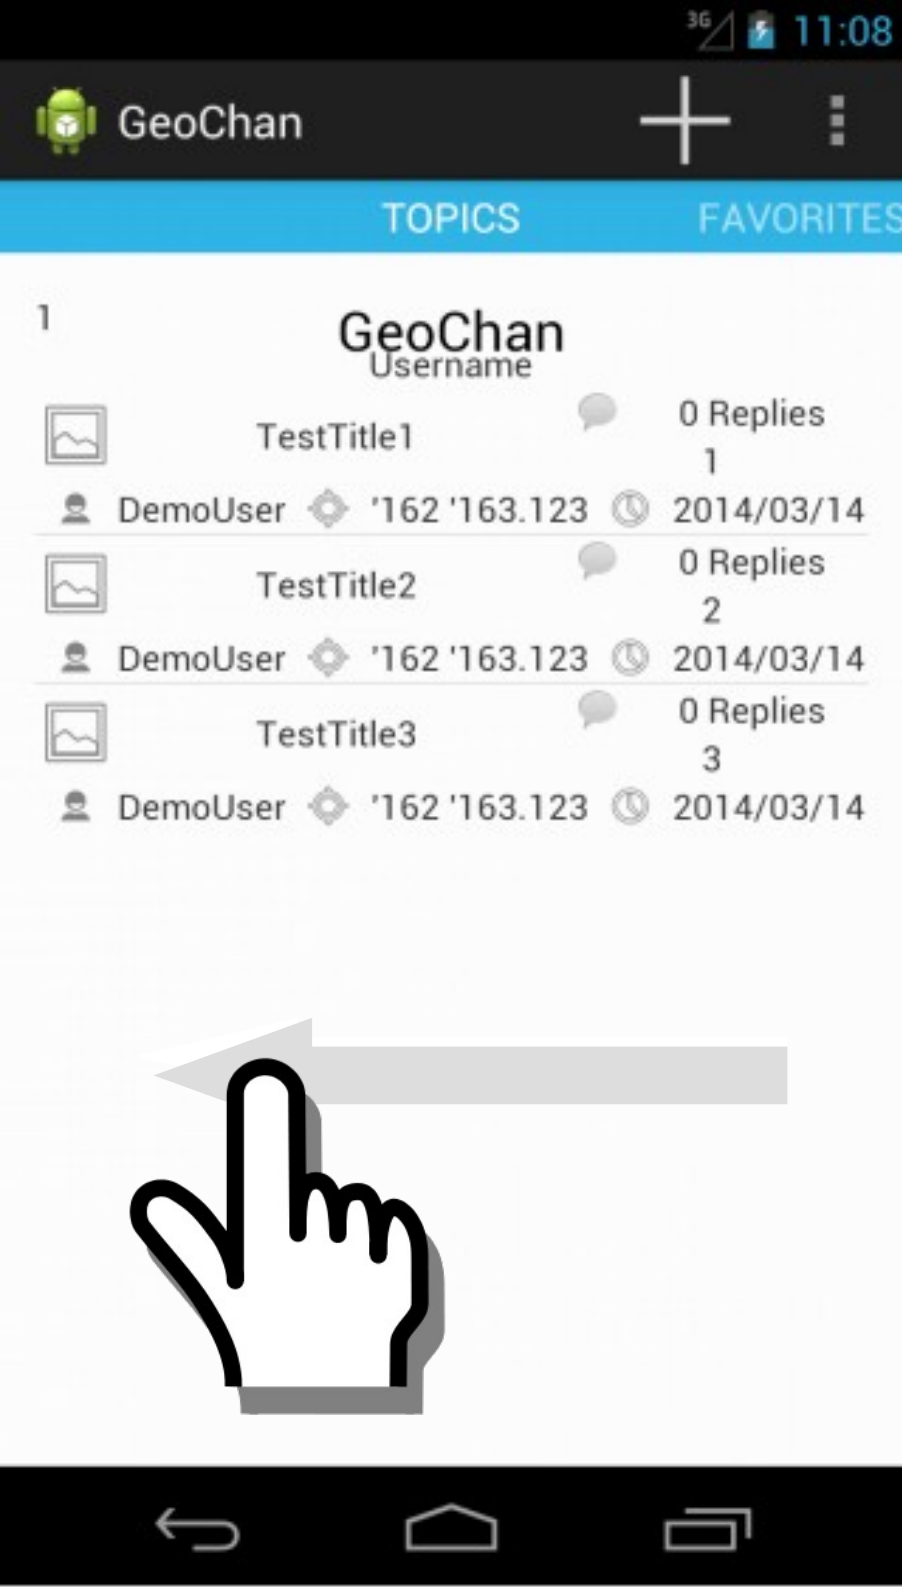 3G 11:08
GeoChan
TOPICS FAVORITES
1
GeoChan
Username
TestTitle1 0 Replies
1
DemoUser '162 '163.123 2014/03/14
TestTitle2 0 Replies
2
DemoUser '162 '163.123 2014/03/14
TestTitle3 0 Replies
3
DemoUser '162 '163.123 2014/03/14